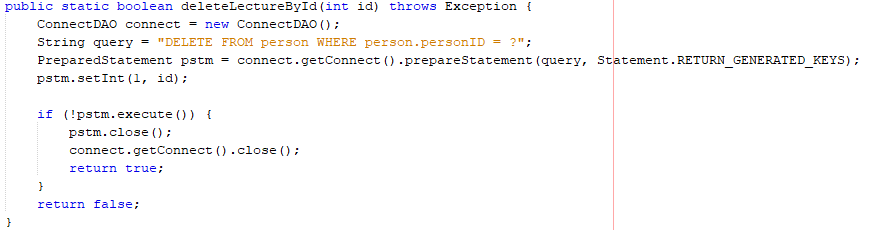 public static boolean deleteLectureById(int id) throws Exception {
    ConnectDAO connect = new ConnectDAO();
    String query = "DELETE FROM person WHERE person.personID = ?";
    PreparedStatement pstm = connect.getConnect().prepareStatement(query, Statement.RETURN_GENERATED_KEYS);
    pstm.setInt(1, id);

    if (!pstm.execute()) {
        pstm.close();
        connect.getConnect().close();
        return true;
    }
    return false;
}